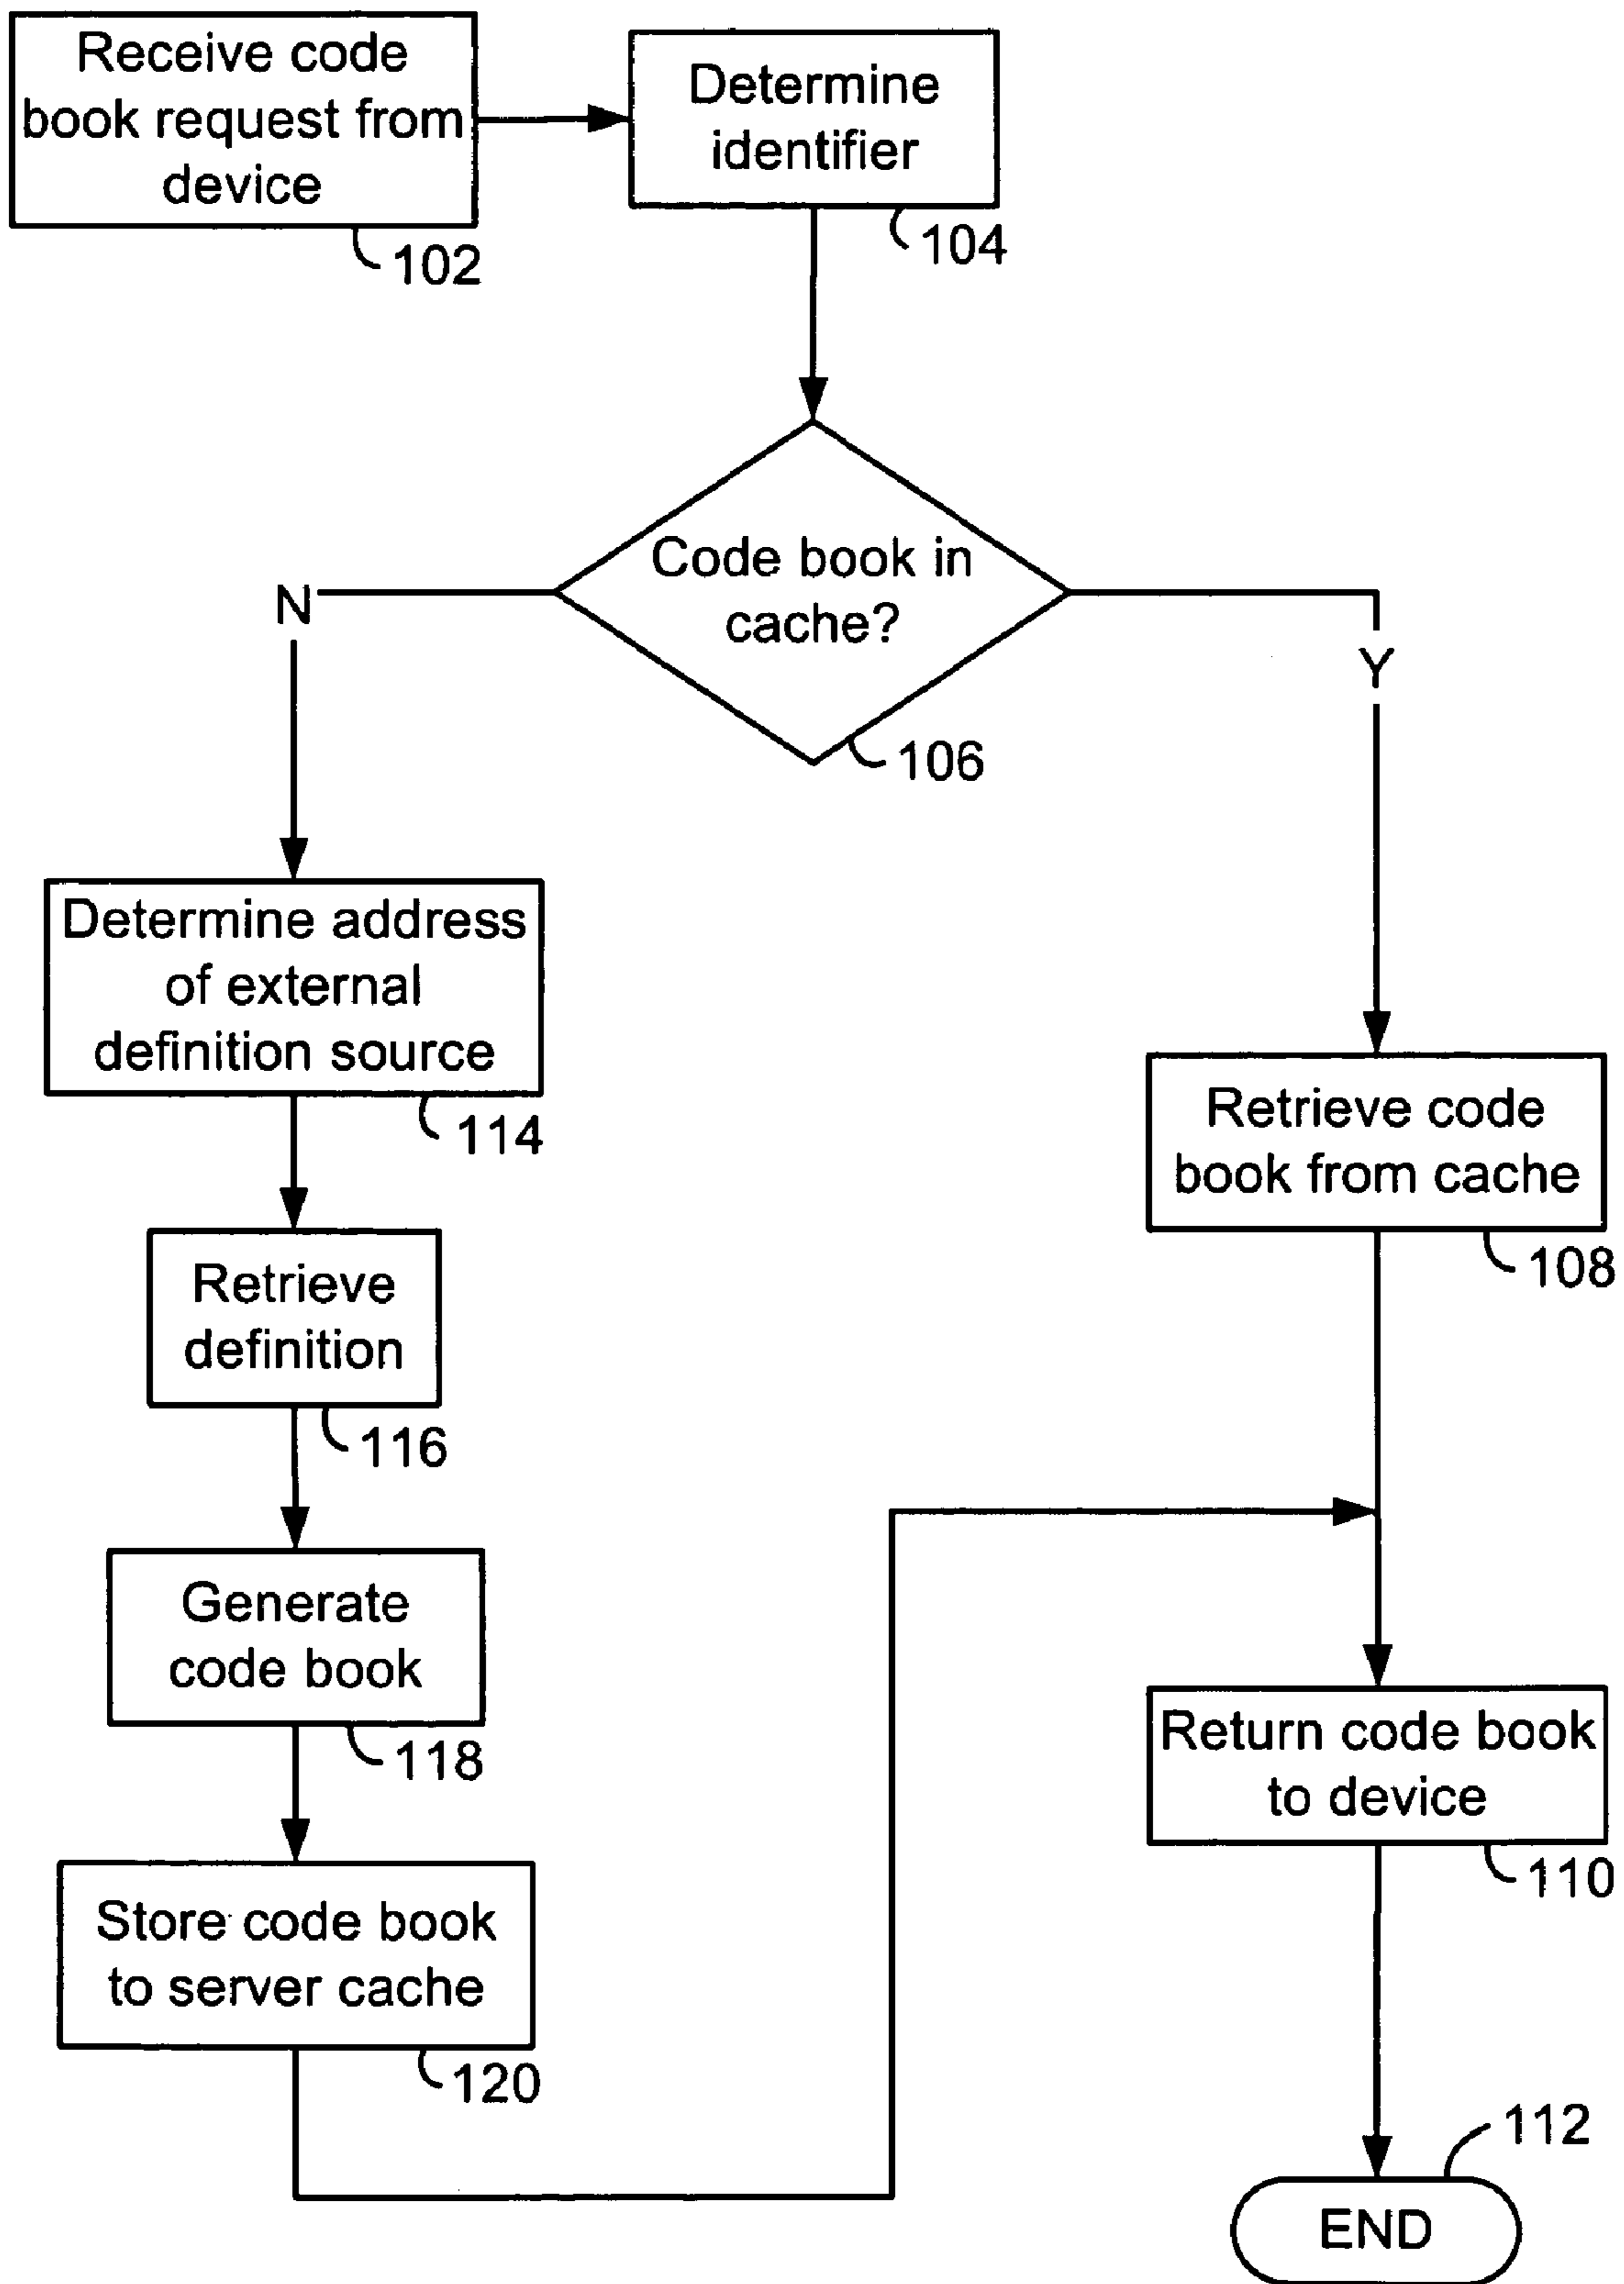 Receive code
book request from
device
102
Determine
identifier
104
Code book in
cache?
106
N
Y
Determine address
of external
definition source
114
Retrieve code
book from cache
108
Retrieve
definition
116
Generate
code book
118
Return code book
to device
110
Store code book
to server cache
120
112
END